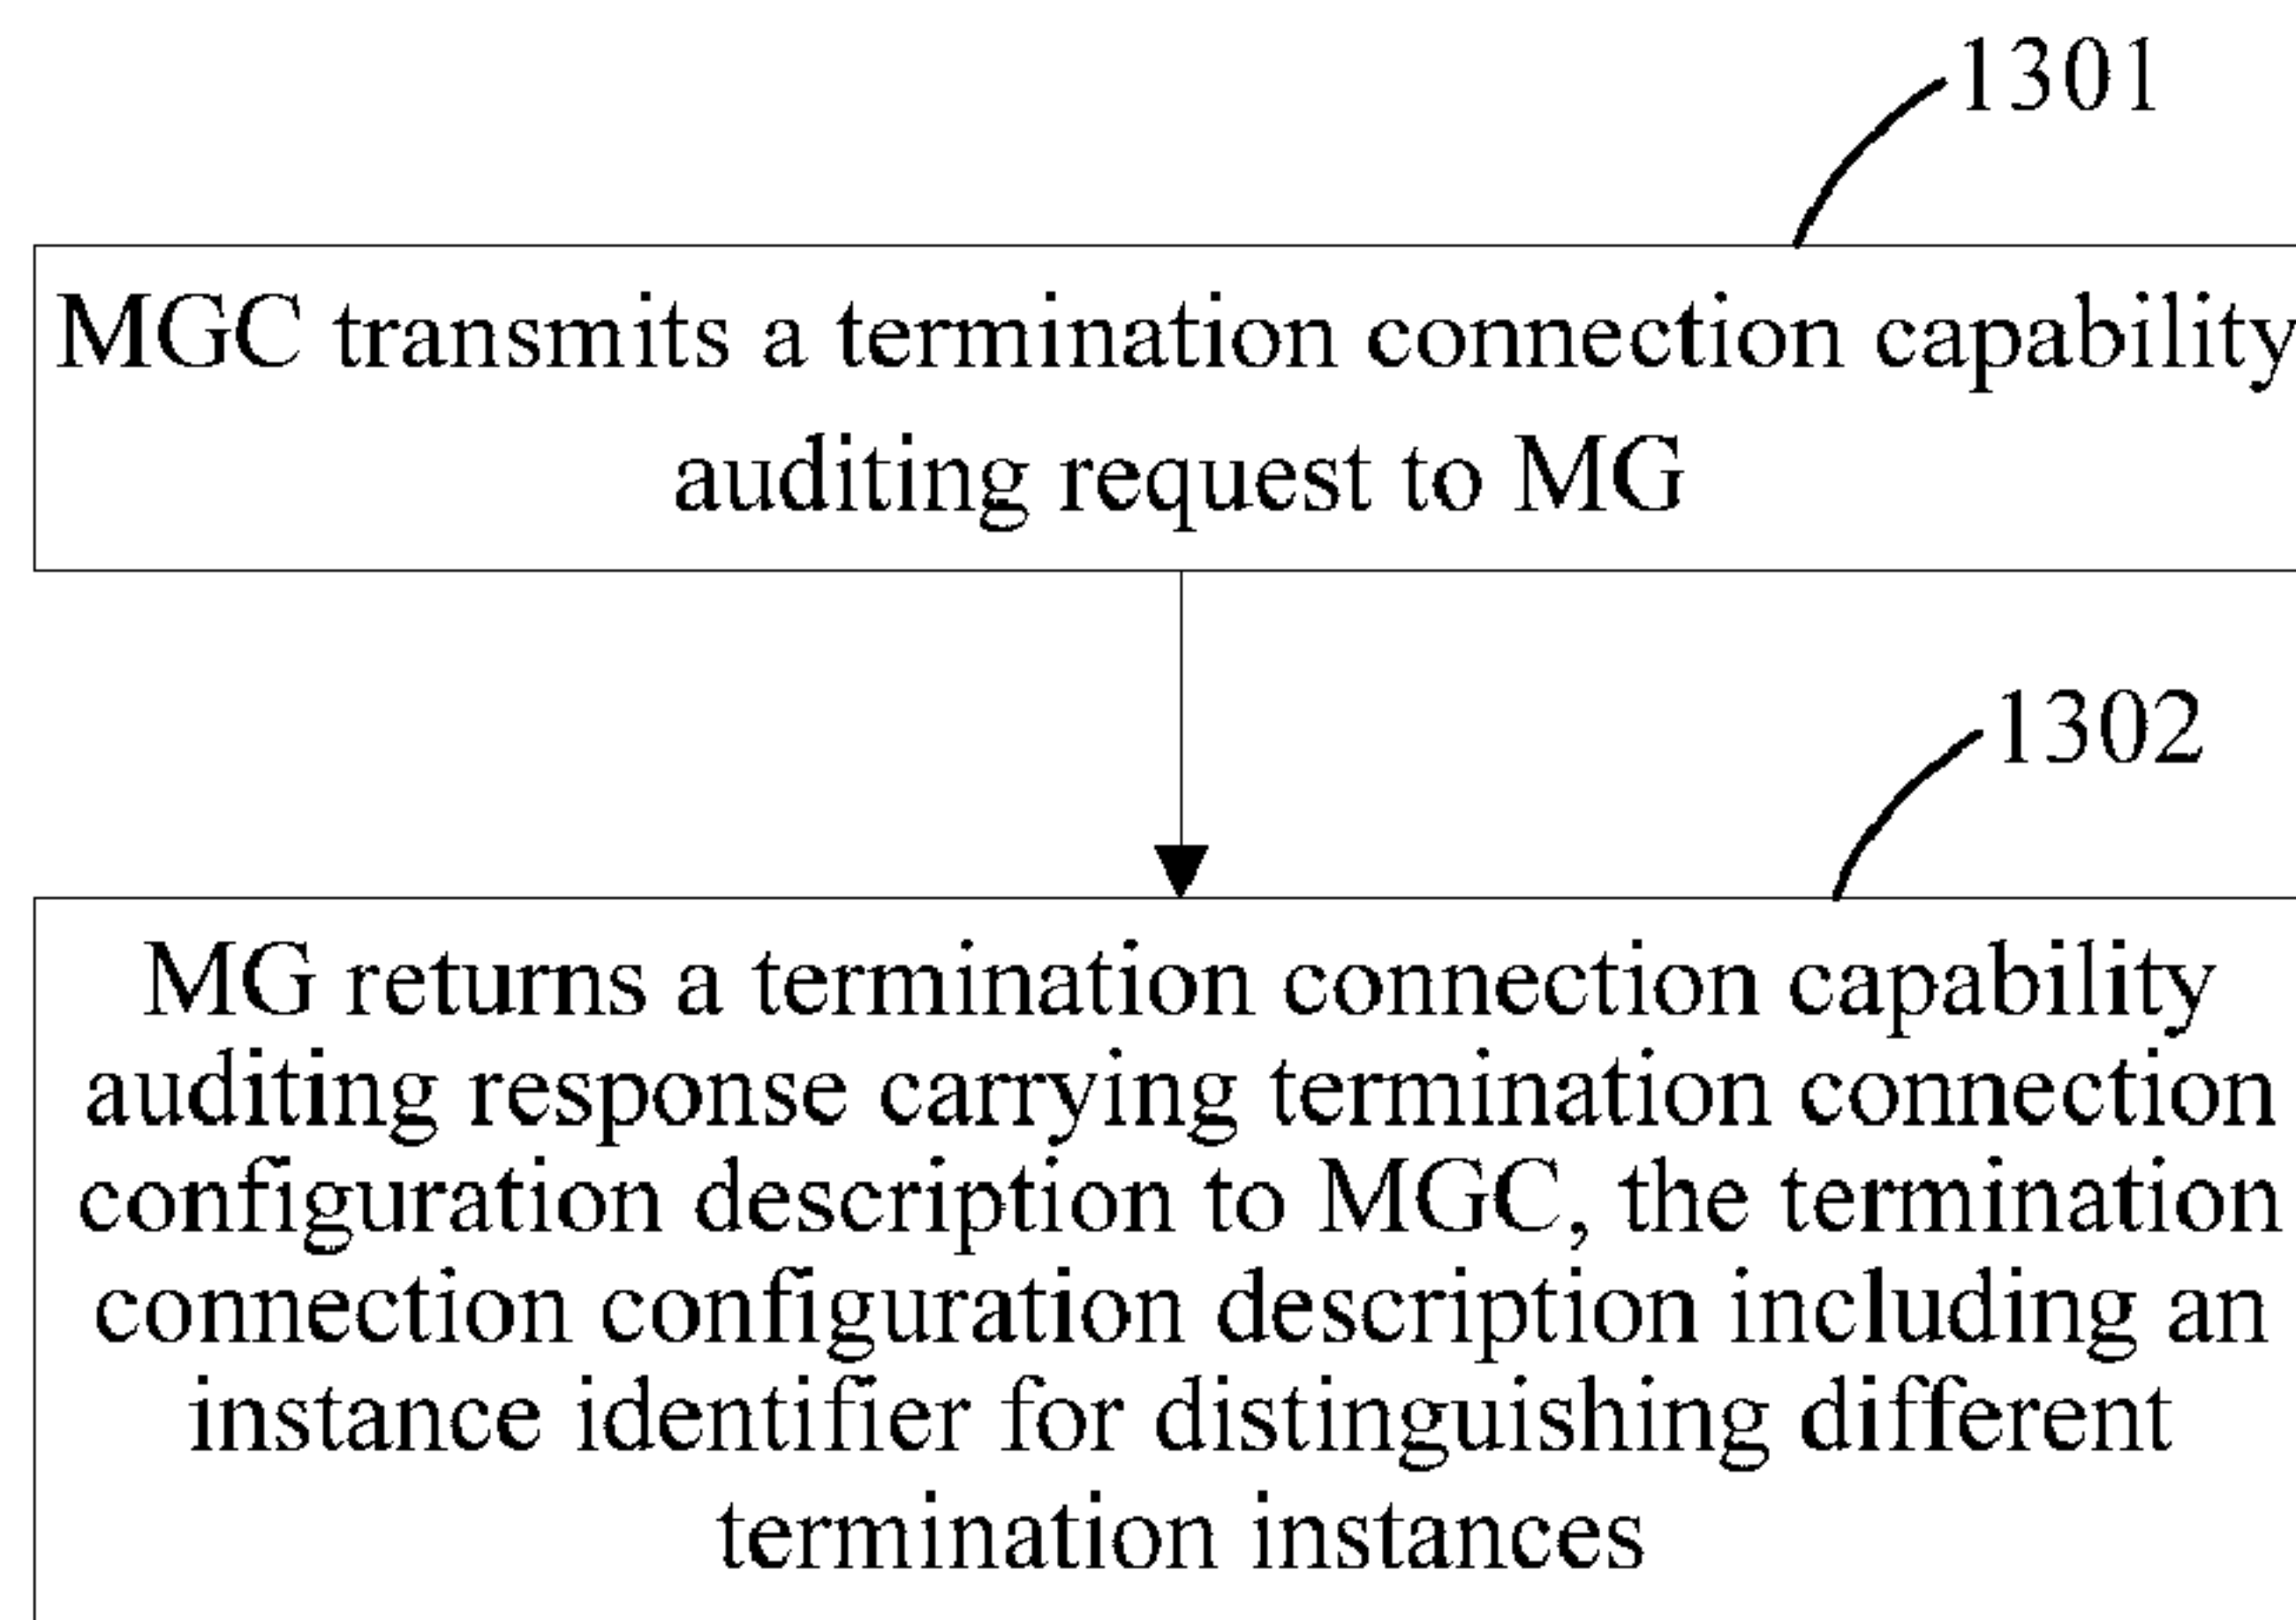 1301
MGC transmits a termination connection capability
auditing request to MG
1302
MG returns a termination connection capability
auditing response carrying termination connection
configuration description to MGC, the termination
connection configuration description including an
instance identifier for distinguishing different
termination instances